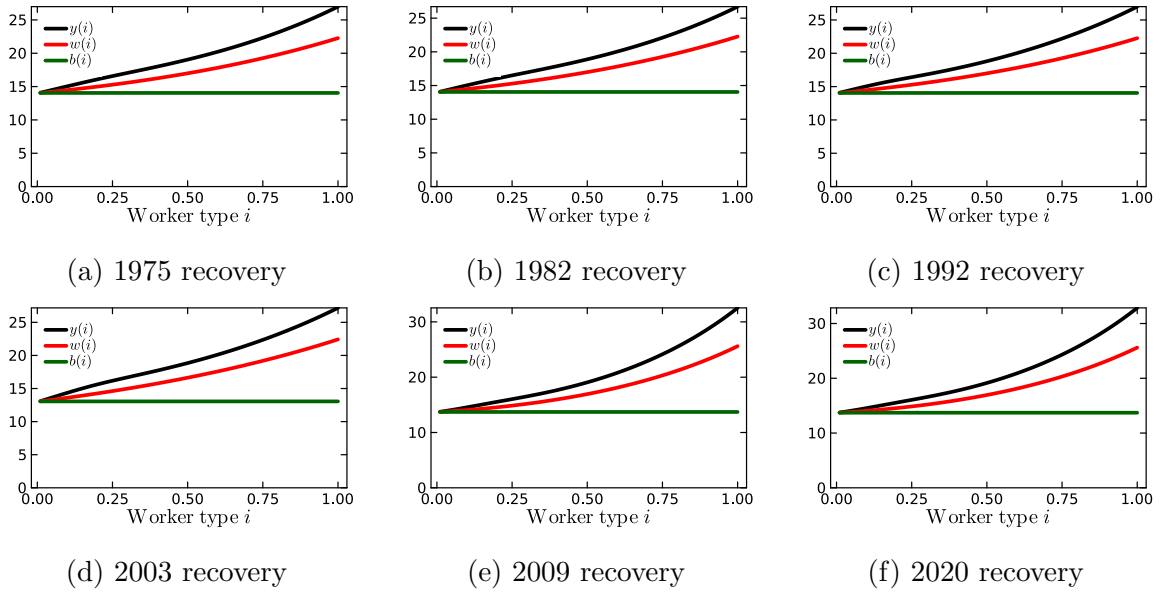 25
20
15
10
5
0
y(i)
w(i)
b(i)
0.00 0.25 0.50 0.75 1.00
Worker type i
(a) 1975 recovery
25
20
15
10
5
0
y(i)
w(i)
b(i)
0.00 0.25 0.50 0.75 1.00
Worker type i
(b) 1982 recovery
25
20
15
10
5
0
y(i)
w(i)
b(i)
0.00 0.25 0.50 0.75 1.00
Worker type i
(c) 1992 recovery
25
20
15
10
5
0
y(i)
w(i)
b(i)
0.00 0.25 0.50 0.75 1.00
Worker type i
(d) 2003 recovery
30
20
10
0
y(i)
w(i)
b(i)
0.00 0.25 0.50 0.75 1.00
Worker type i
(e) 2009 recovery
30
20
10
0
y(i)
w(i)
b(i)
0.00 0.25 0.50 0.75 1.00
Worker type i
(f) 2020 recovery